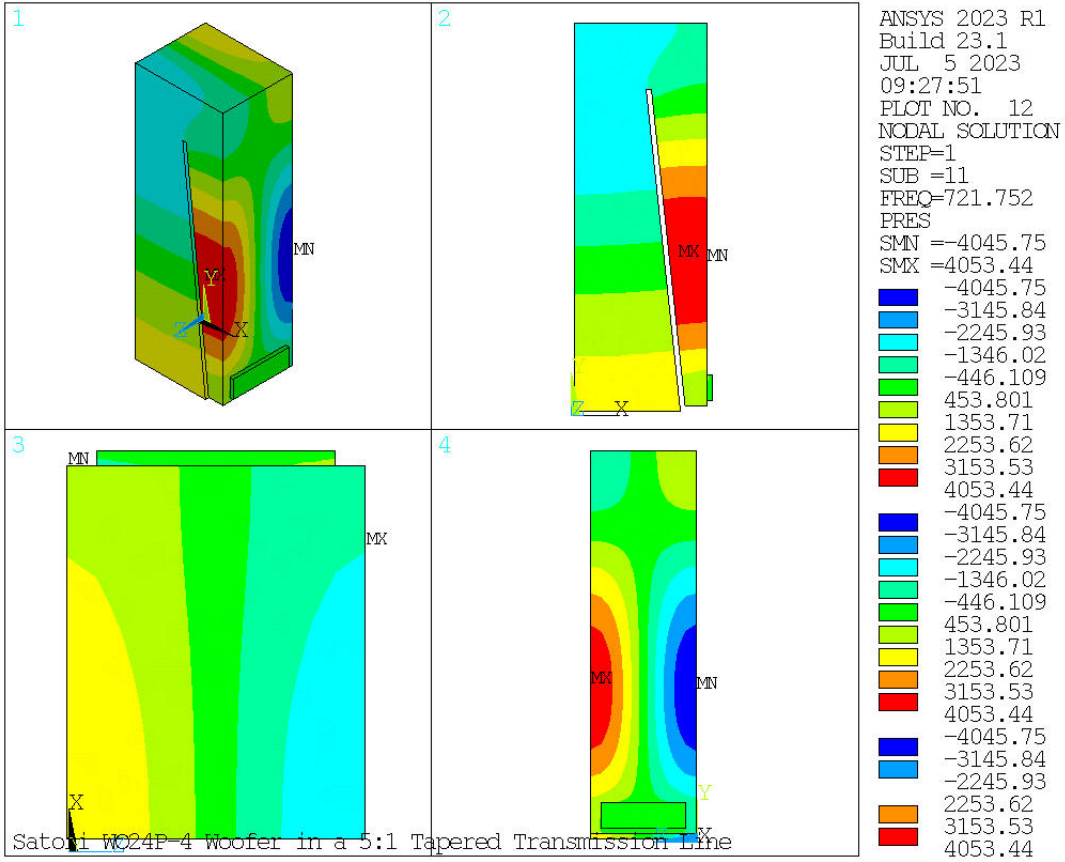 1
2
ANSYS 2023 R1
Build 23.1
JUL 5 2023
09:27:51
PLOT NO. 12
NODAL SOLUTION
STEP=1
SUB =11
FREQ=721.752
PRES
SMN =-4045.75
SMX =4053.44
-4045.75
-3145.84
-2245.93
-1346.02
-446.109
453.801
1353.71
2253.62
3153.53
4053.44
-4045.75
-3145.84
-2245.93
-1346.02
-446.109
453.801
1353.71
2253.62
3153.53
4053.44
-4045.75
-3145.84
-2245.93
2253.62
3153.53
4053.44
MN
MX
Y
Z
X
MX
MN
Y
Z
X
3
4
MN
MX
X
Z
MX
MN
Y
X
Satori WO24P-4 Woofer in a 5:1 Tapered Transmission Line